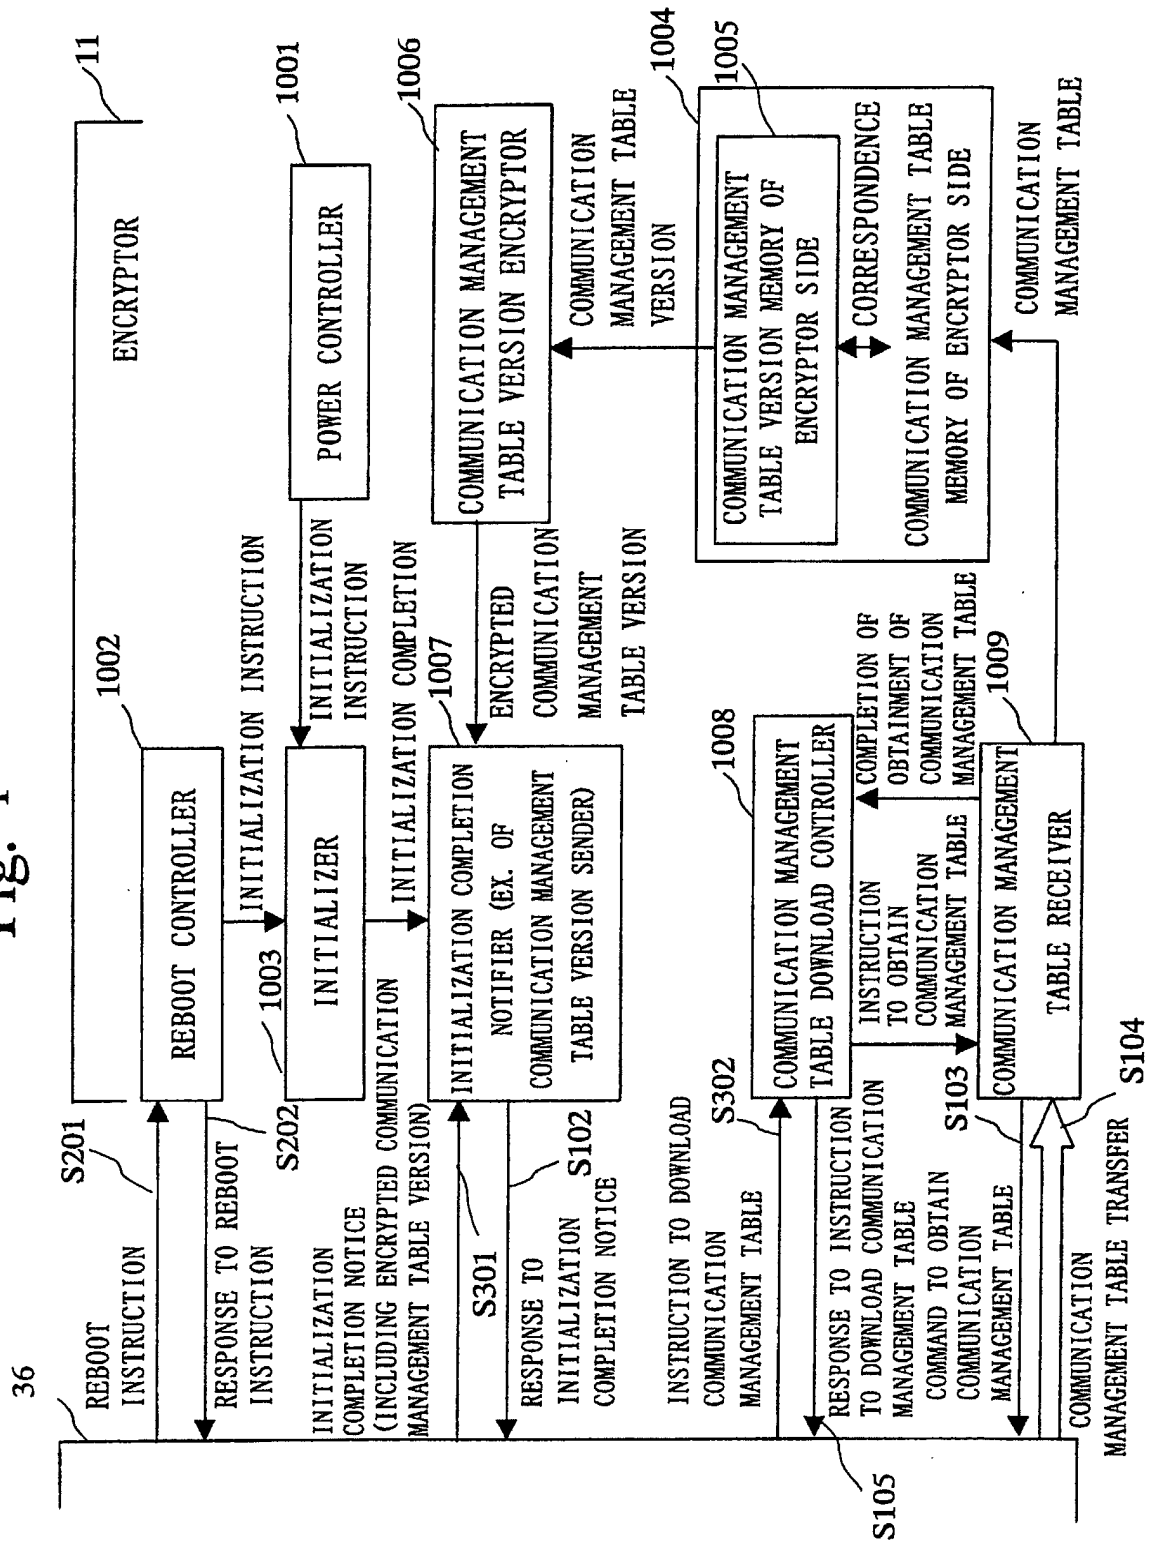 Fig.
36
11
ENCRYPTOR
REBOOT
INSTRUCTION
S201
REBOOT CONTROLLER
1002
RESPONSE TO REBOOT
INSTRUCTION
S202
INITIALIZATION INSTRUCTION
1003
INITIALIZER
INITIALIZATION
INSTRUCTION
POWER CONTROLLER
1001
INITIALIZATION COMPLETION
INITIALIZATION
COMPLETION NOTICE
(INCLUDING ENCRYPTED COMMUNICATION
MANAGEMENT TABLE VERSION)
S301
INITIALIZATION COMPLETION
NOTIFIER (EX. OF
COMMUNICATION MANAGEMENT
TABLE VERSION SENDER)
1007
RESPONSE TO
INITIALIZATION
COMPLETION NOTICE
S102
ENCRYPTED
COMMUNICATION
MANAGEMENT
TABLE VERSION
COMMUNICATION MANAGEMENT
TABLE VERSION ENCRYPTOR
1006
COMMUNICATION
MANAGEMENT TABLE
VERSION
1004
1005
COMMUNICATION MANAGEMENT
TABLE VERSION MEMORY OF
ENCRYPTOR SIDE
CORRESPONDENCE
COMMUNICATION MANAGEMENT TABLE
MEMORY OF ENCRYPTOR SIDE
COMMUNICATION
MANAGEMENT TABLE
INSTRUCTION TO DOWNLOAD
COMMUNICATION
MANAGEMENT TABLE
S302
COMMUNICATION MANAGEMENT
TABLE DOWNLOAD CONTROLLER
1008
RESPONSE TO INSTRUCTION
TO DOWNLOAD COMMUNICATION
MANAGEMENT TABLE
S105
INSTRUCTION
TO OBTAIN
COMMUNICATION
MANAGEMENT TABLE
COMPLETION OF
OBTAINMENT OF
COMMUNICATION
MANAGEMENT TABLE
COMMAND TO OBTAIN
COMMUNICATION
MANAGEMENT TABLE
S103
COMMUNICATION MANAGEMENT
TABLE RECEIVER
1009
COMMUNICATION
MANAGEMENT TABLE TRANSFER
S104